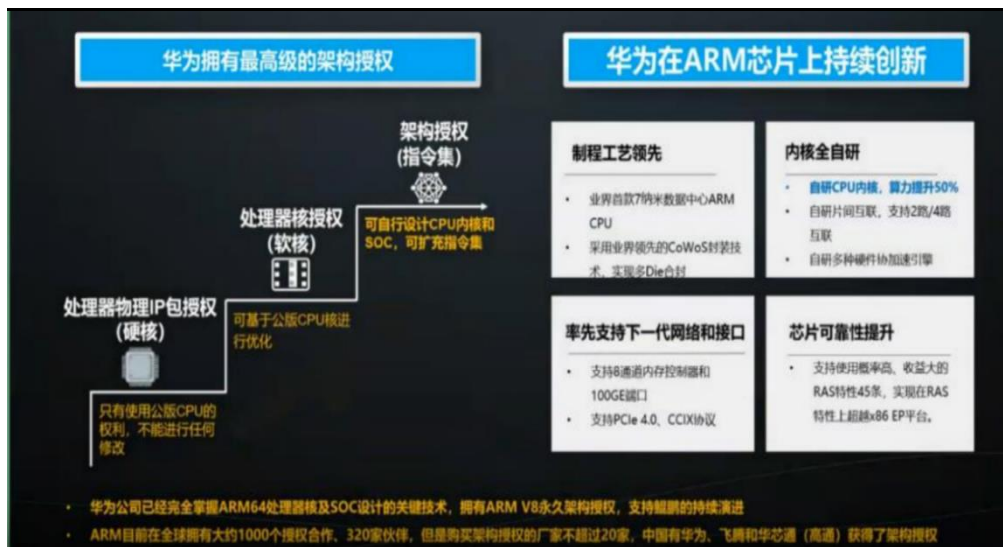 华为拥有最高级的架构授权
华为在ARM芯片上持续创新
架构授权
(指令集)
可自行设计CPU内核和
SOC，可扩充指令集
处理器核授权
(软核)
可基于公版CPU核进
行优化
处理器物理IP包授权
(硬核)
只有使用公版CPU的
权利，不能进行任何
修改
制程工艺领先
• 业界首款7纳米数据中心ARM
CPU
• 采用业界领先的CoWoS封装技
术，实现多Die合封
内核全自研
• 自研CPU内核，算力提升50%
• 自研片间互联，支持2路/4路
互联
• 自研多种硬件协加速引擎
率先支持下一代网络和接口
• 支持8通道内存控制器和
100GE端口
• 支持PCIe 4.0、CCIX协议
芯片可靠性提升
• 支持使用概率高、收益大的
RAS特性45条，实现在RAS
特性上超越x86 EP平台。
• 华为公司已经完全掌握ARM64处理器核及SOC设计的关键技术，拥有ARM V8永久架构授权，支持鲲鹏的持续演进
• ARM目前在全球拥有大约1000个授权合作、320家伙伴，但是购买架构授权的厂家不超过20家，中国有华为、飞腾和华芯通（高通）获得了架构授权